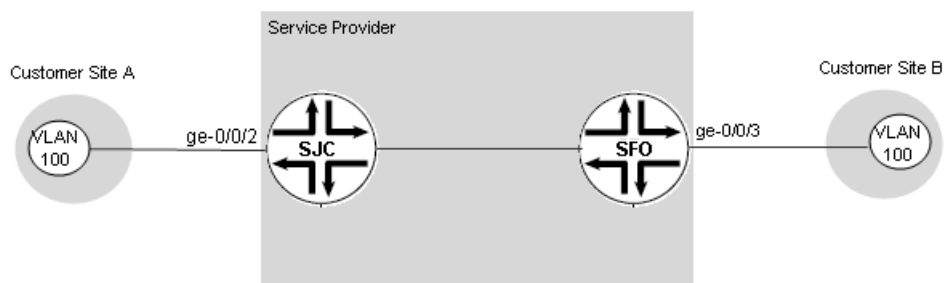 Service Provider
Customer Site A
Customer Site B
VLAN
100
ge-0/0/2
SJC
SFO
ge-0/0/3
VLAN
100